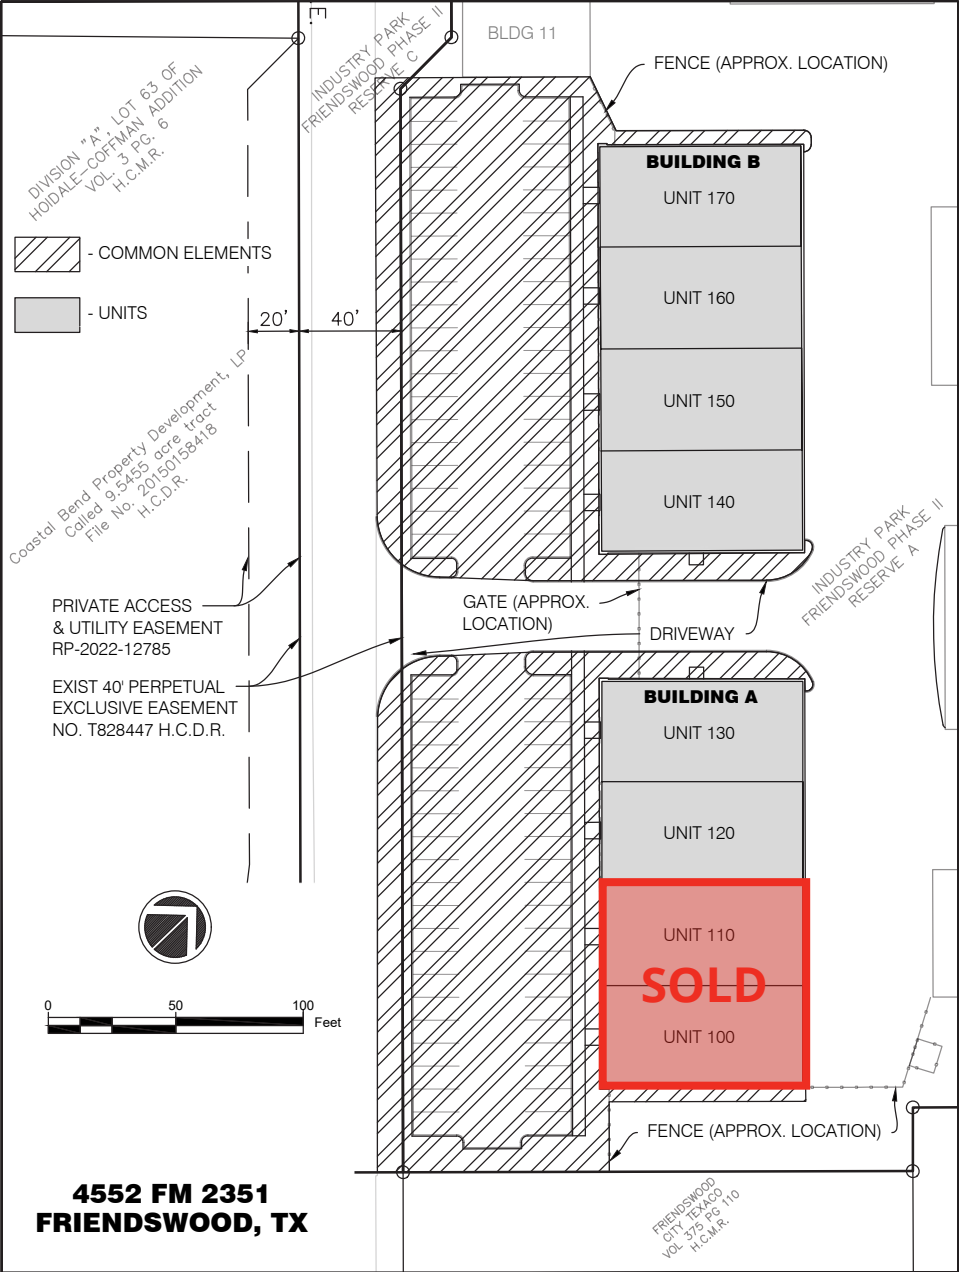 E.
BLDG 11
INDUSTRY PARK
FRIENDSWOOD PHASE II
RESERVE C
FENCE (APPROX. LOCATION)
DIVISION "A", LOT 63 OF
HOIDALE-COFFMAN ADDITION
VOL. 3 PG. 6
H.C.M.R.
BUILDING B
UNIT 170
- COMMON ELEMENTS
UNIT 160
- UNITS
20'
40'
UNIT 150
Coastal Bend Property Development, LP
Called 9.5455 acre tract
File No. 20150158418
H.C.D.R.
UNIT 140
INDUSTRY PARK
FRIENDSWOOD PHASE II
RESERVE A
PRIVATE ACCESS
& UTILITY EASEMENT
RP-2022-12785
GATE (APPROX.
LOCATION)
DRIVEWAY
EXIST 40' PERPETUAL
EXCLUSIVE EASEMENT
NO. T828447 H.C.D.R.
BUILDING A
UNIT 130
UNIT 120
UNIT 110
SOLD
UNIT 100
0
50
100
Feet
FENCE (APPROX. LOCATION)
4552 FM 2351
FRIENDSWOOD, TX
FRIENDSWOOD
CITY TEXACO
VOL 375 PG 110
H.C.M.R.